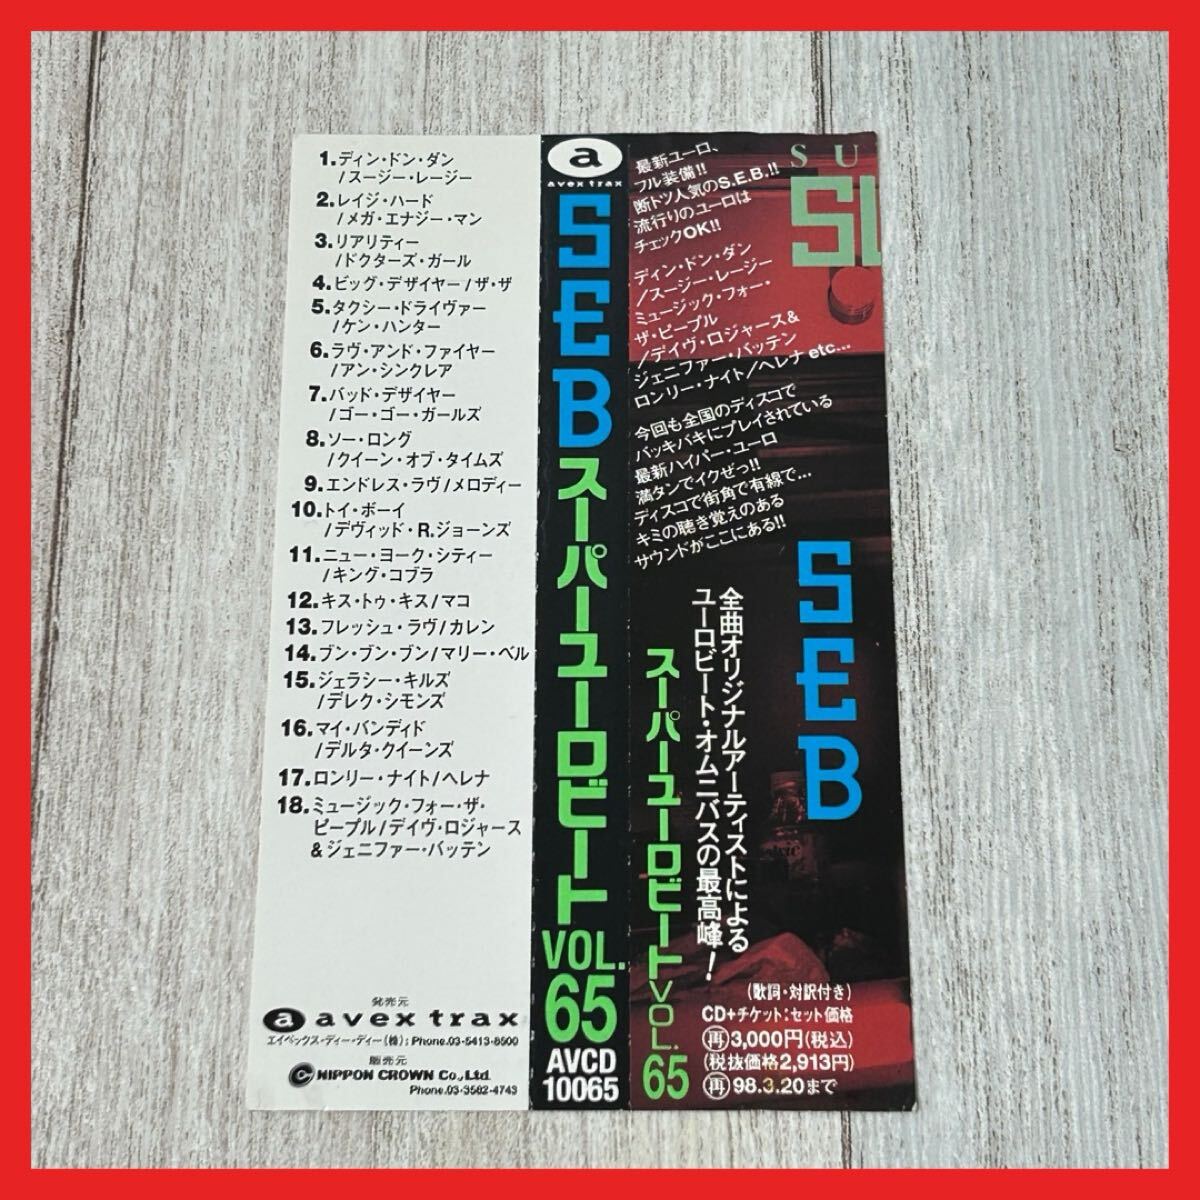 1.ディン・ドン・ダン
/スージー・レージー
2.レイジ・ハード
/メガ・エナジー・マン
3.リアリティー
/ドクターズ・ガール
4.ビッグ・デザイヤー/ザ・ザ
5.タクシー・ドライヴァー
/ケン・ハンター
6.ラヴ・アンド・ファイヤー
/アン・シンクレア
7.バッド・デザイヤー
/ゴー・ゴー・ガールズ
8.ソー・ロング
/クイーン・オブ・タイムズ
9.エンドレス・ラヴ/メロディー
10.トイ・ボーイ
/デヴィッド・R.ジョーンズ
11.ニュー・ヨーク・シティー
/キング・コブラ
12.キス・トゥ・キス/マコ
13.フレッシュ・ラヴ/カレン
14.ブン・ブン・ブン/マリー・ベル
15.ジェラシー・キルズ
/デレク・シモンズ
16.マイ・バンディド
/デルタ・クイーンズ
17.ロンリー・ナイト/ヘレナ
18.ミュージック・フォー・ザ・
ピープル/デイヴ・ロジャース
&ジェニファー・バッテン
発売元
a avex trax
エイベックス・ディー・ディー(株):Phone.03-5413-8500
販売元
NIPPON CROWN Co.,Ltd.
Phone.03-3582-4743
a
avex trax
SEBスーパーユーロビート
VOL.
65
AVCD
10065
最新ユーロ、
フル装備!!
断トツ人気のS.E.B.!!
流行りのユーロは
チェックOK!!
ディン・ドン・ダン
/スージー・レージー
ミュージック・フォー・
ザ・ピープル
/デイヴ・ロジャース&
ジェニファー・バッテン
ロンリー・ナイト/ヘレナ etc...
今回も全国のディスコで
バッキバキにプレイされている
最新ハイパー・ユーロ
満タンでイクぜっ!!
ディスコで街角で有線で...
キミの聴き覚えのある
サウンドがここにある!!
SU
SU
SEB
全曲オリジナルアーティストによる
ユーロビート・オムニバスの最高峰!
スーパーユーロビートVOL.65
(歌詞・対訳付き)
CD+チケット:セット価格
再3,000円(税込)
(税抜価格2,913円)
再98.3.20まで